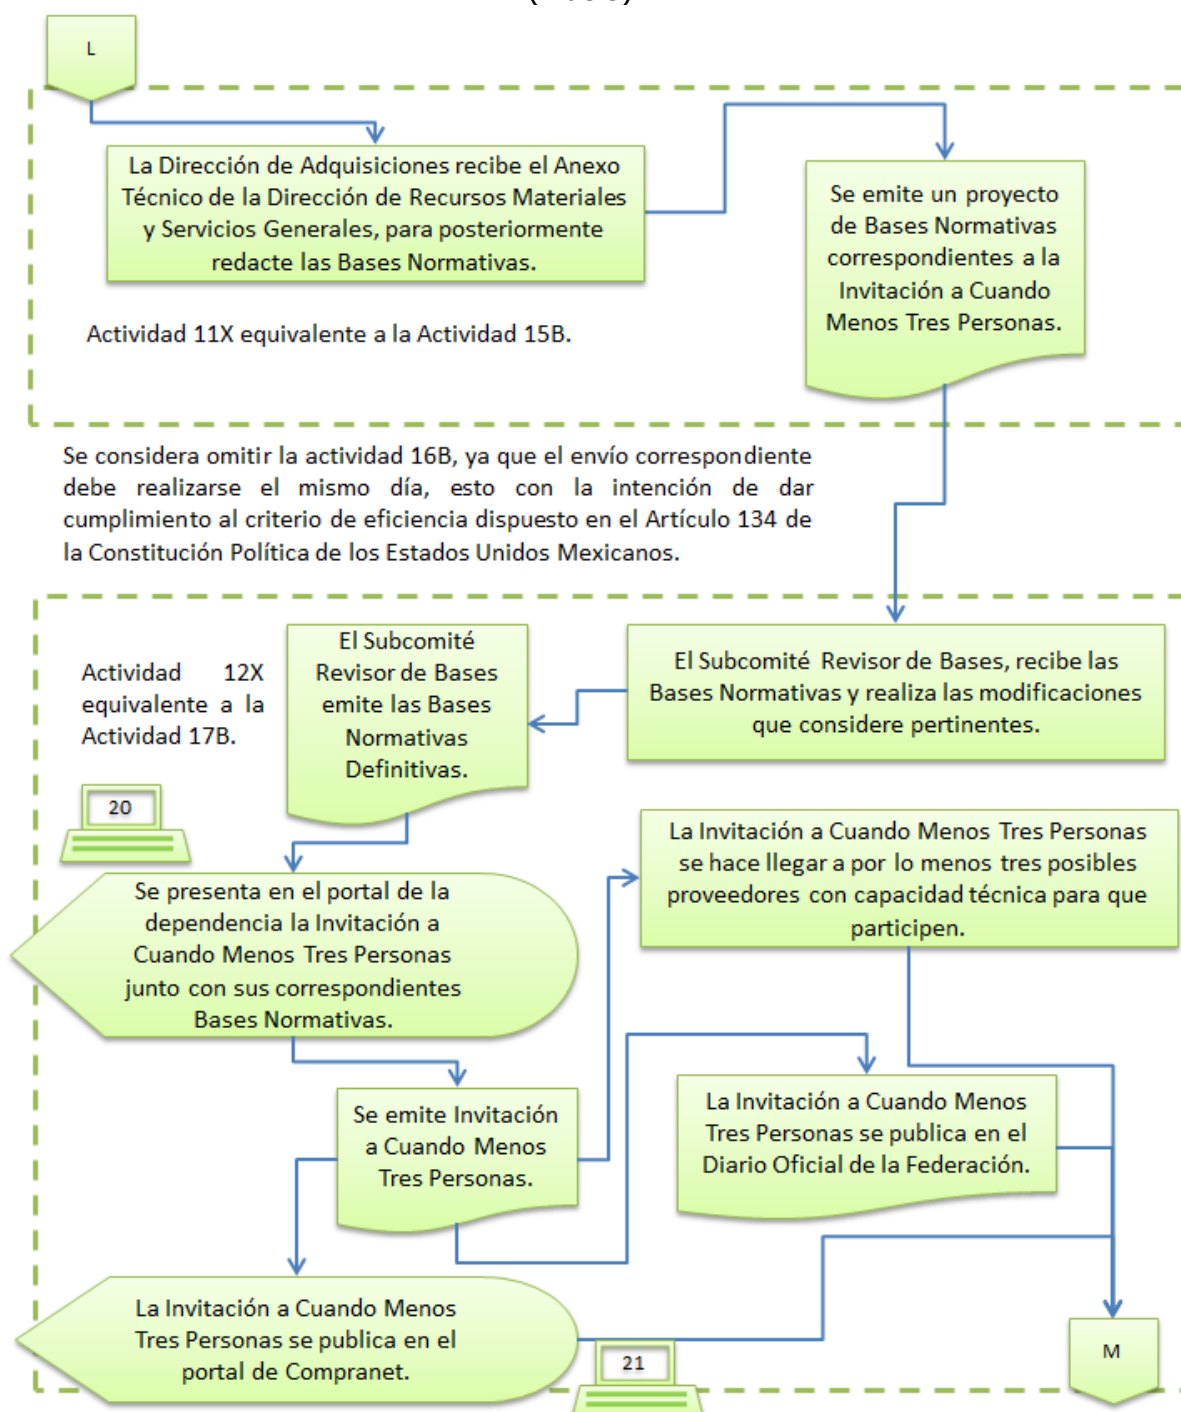 L
La Dirección de Adquisiciones recibe el Anexo
Técnico de la Dirección de Recursos Materiales
y Servicios Generales, para posteriormente
redacte las Bases Normativas.
Se emite un proyecto
de Bases Normativas
correspondientes a la
Invitación a Cuando
Menos Tres Personas.
Actividad 11X equivalente a la Actividad 15B.
Se considera omitir la actividad 16B, ya que el envío correspondiente
debe realizarse el mismo día, esto con la intención de dar
cumplimiento al criterio de eficiencia dispuesto en el Artículo 134 de
la Constitución Política de los Estados Unidos Mexicanos.
Actividad 12X
equivalente a la
Actividad 17B.
El Subcomité
Revisor de Bases
emite las Bases
Normativas
Definitivas.
El Subcomité Revisor de Bases, recibe las
Bases Normativas y realiza las modificaciones
que considere pertinentes.
20
Se presenta en el portal de la
dependencia la Invitación a
Cuando Menos Tres Personas
junto con sus correspondientes
Bases Normativas.
La Invitación a Cuando Menos Tres Personas
se hace llegar a por lo menos tres posibles
proveedores con capacidad técnica para que
participen.
Se emite Invitación
a Cuando Menos
Tres Personas.
La Invitación a Cuando Menos
Tres Personas se publica en el
Diario Oficial de la Federación.
La Invitación a Cuando Menos
Tres Personas se publica en el
portal de Compranet.
21
M